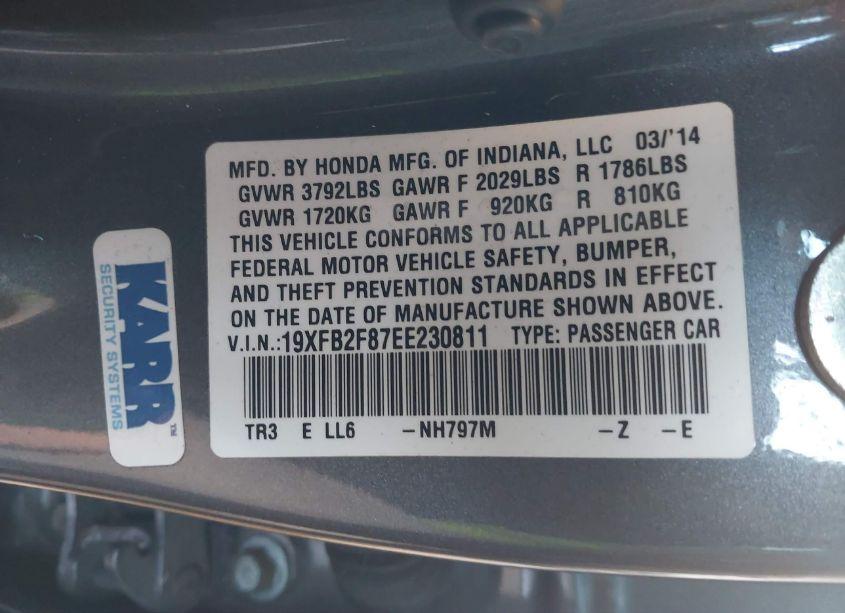 MFD. BY HONDA MFG. OF INDIANA, LLC 03/'14
GVWR 3792LBS GAWR F 2029LBS R 1786LBS
GVWR 1720KG GAWR F 920KG R 810KG
THIS VEHICLE CONFORMS TO ALL APPLICABLE
FEDERAL MOTOR VEHICLE SAFETY, BUMPER,
AND THEFT PREVENTION STANDARDS IN EFFECT
ON THE DATE OF MANUFACTURE SHOWN ABOVE.
V.I.N.:19XFB2F87EE230811 TYPE: PASSENGER CAR
TR3 E LL6 -NH797M -Z -E
KARR™
SECURITY SYSTEMS